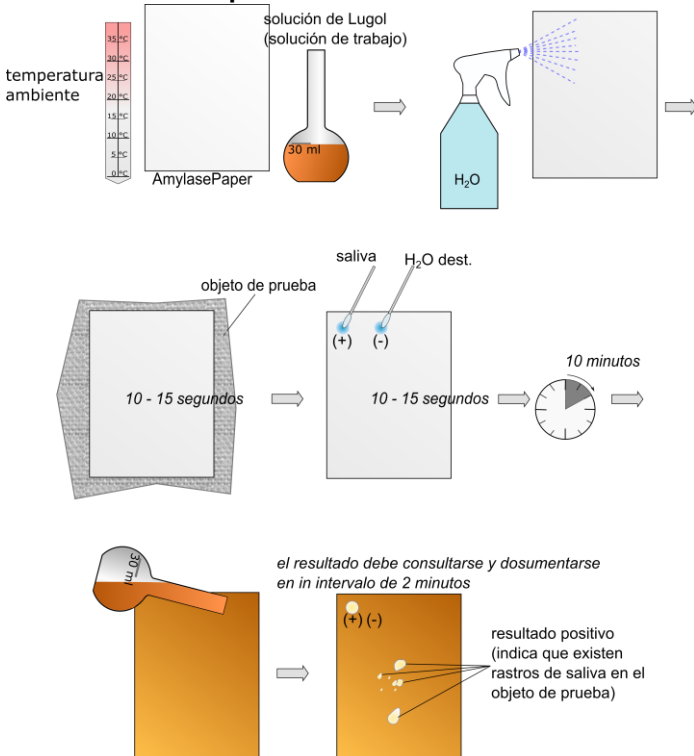 solución de Lugol
(solución de trabajo)
temperatura
ambiente
35 °C
30 °C
25 °C
20 °C
15 °C
10 °C
5 °C
0 °C
30 ml
AmylasePaper
H₂O
objeto de prueba
saliva
H₂O dest.
(+) (-)
10 - 15 segundos
10 - 15 segundos
10 minutos
30 ml
el resultado debe consultarse y dosumentarse
en in intervalo de 2 minutos
(+) (-)
resultado positivo
(indica que existen
rastros de saliva en el
objeto de prueba)